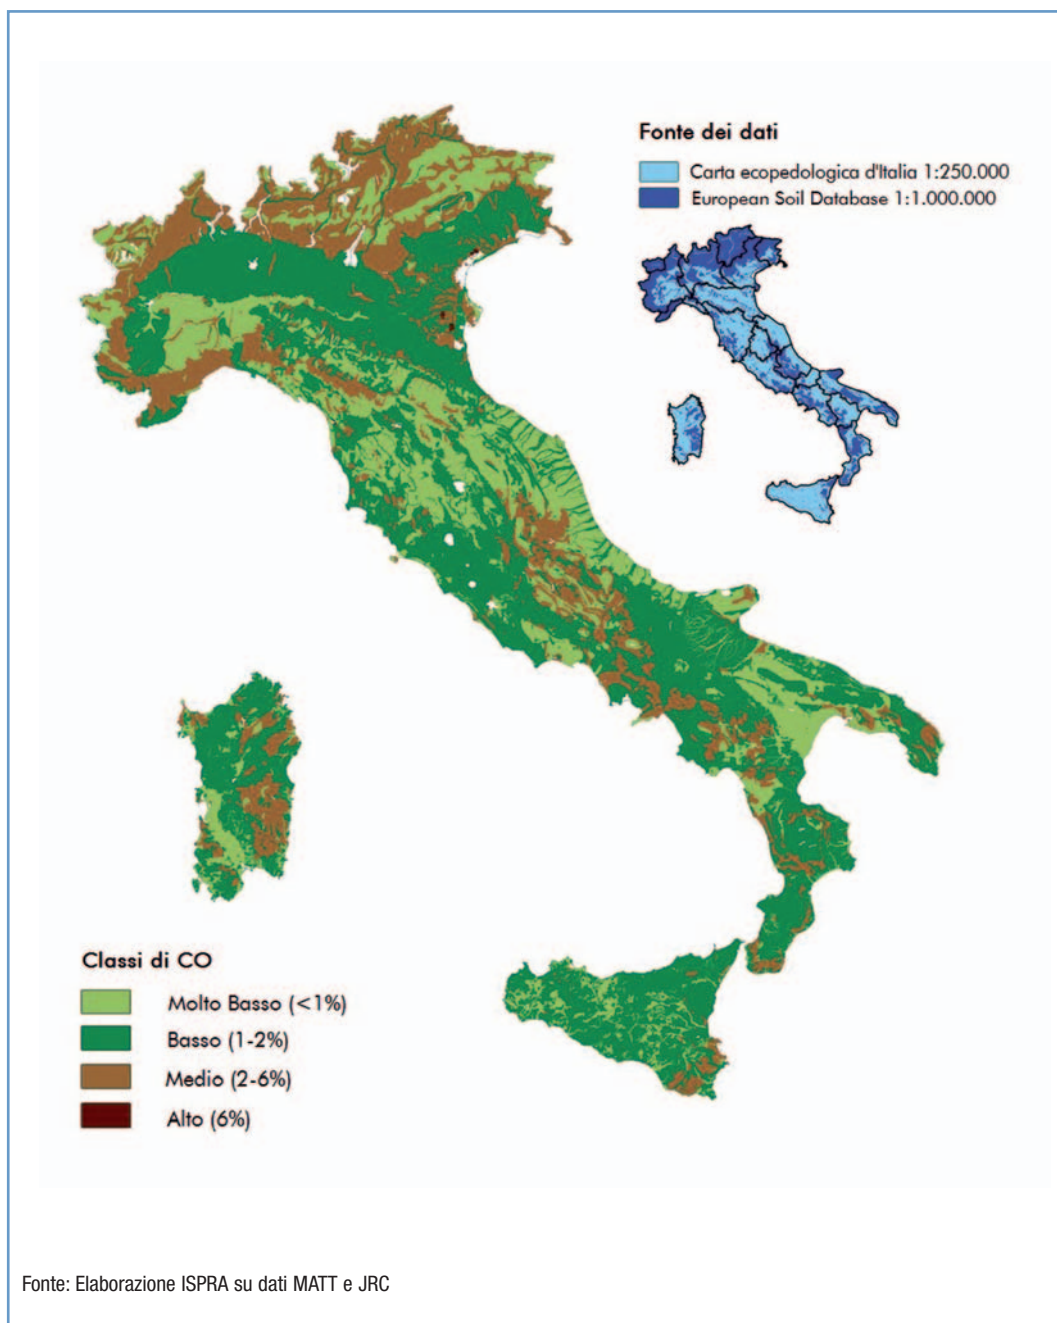 Fonte dei dati
Carta ecopedologica d'Italia 1:250.000
European Soil Database 1:1.000.000
Classi di CO
Molto Basso (<1%)
Basso (1-2%)
Medio (2-6%)
Alto (6%)
Fonte: Elaborazione ISPRA su dati MATT e JRC